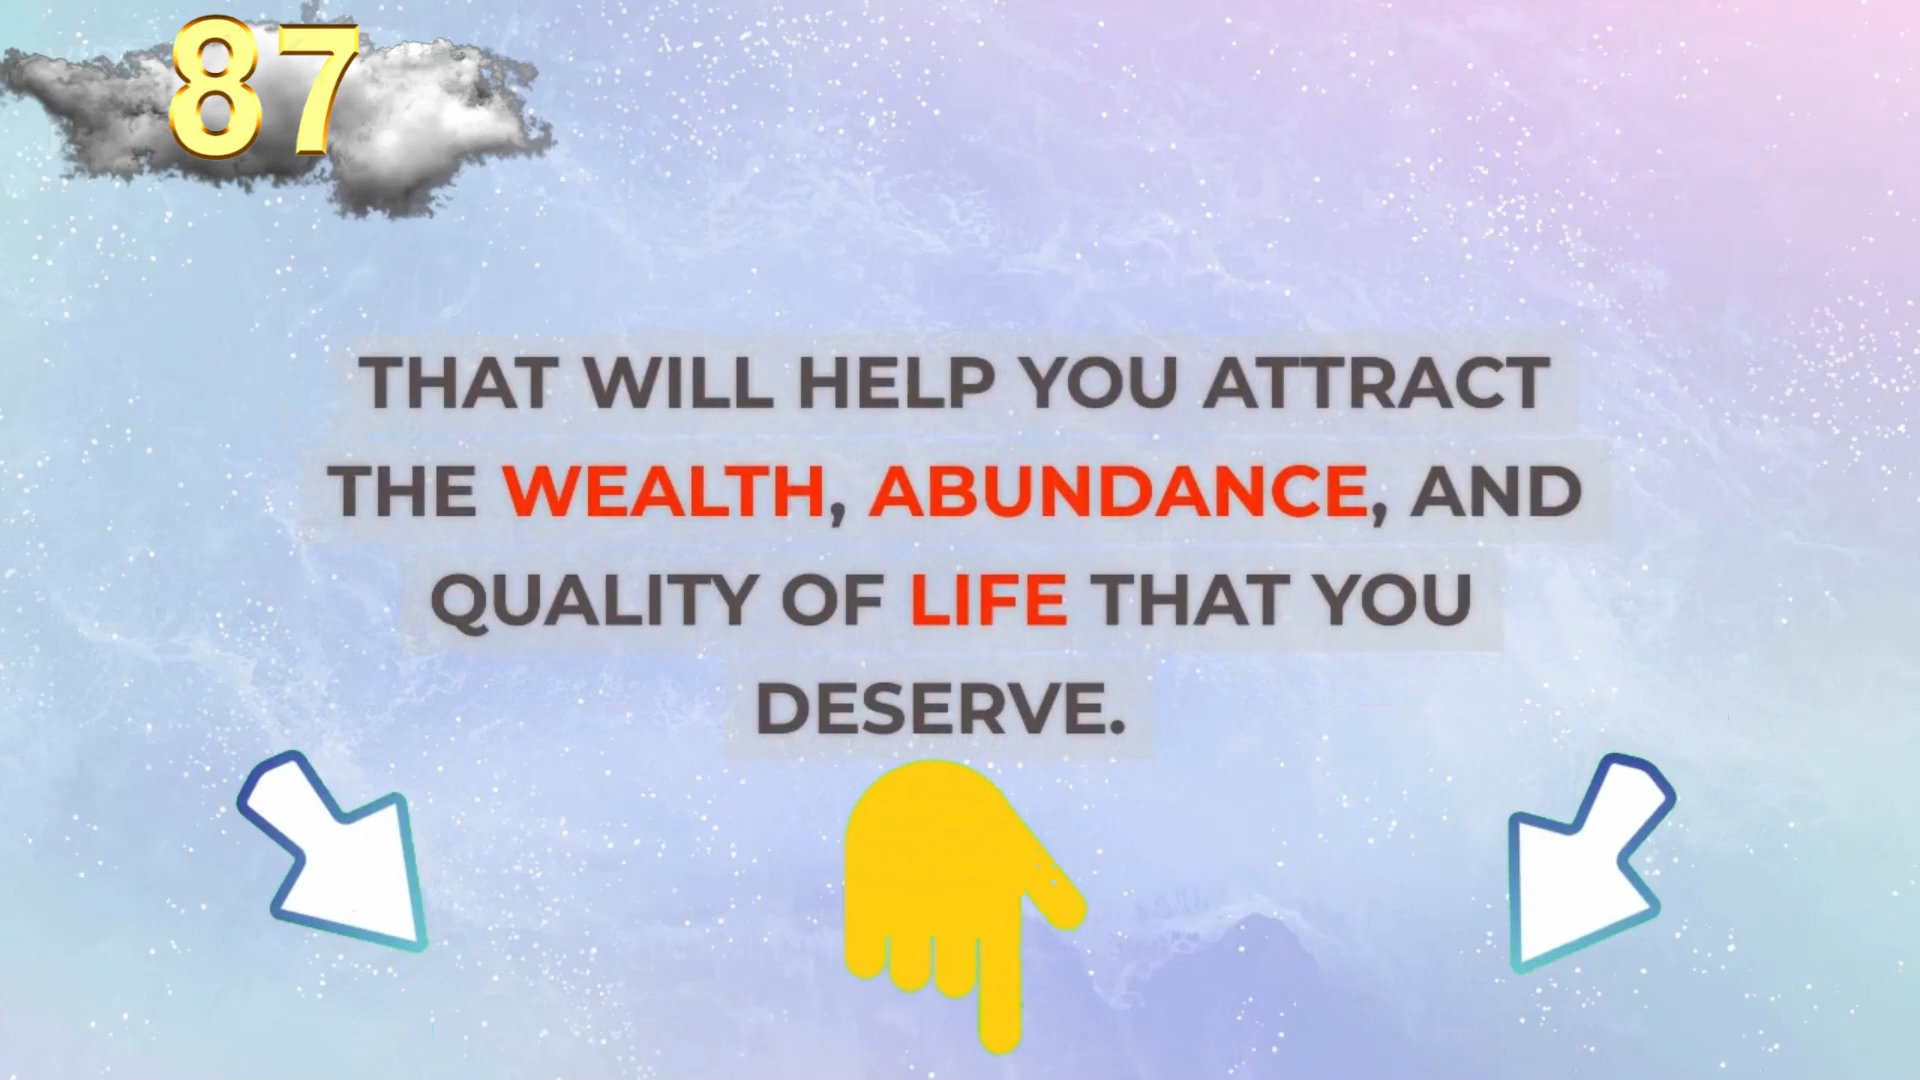 87
THAT WILL HELP YOU ATTRACT
THE WEALTH, ABUNDANCE, AND
QUALITY OF LIFE THAT YOU
DESERVE.